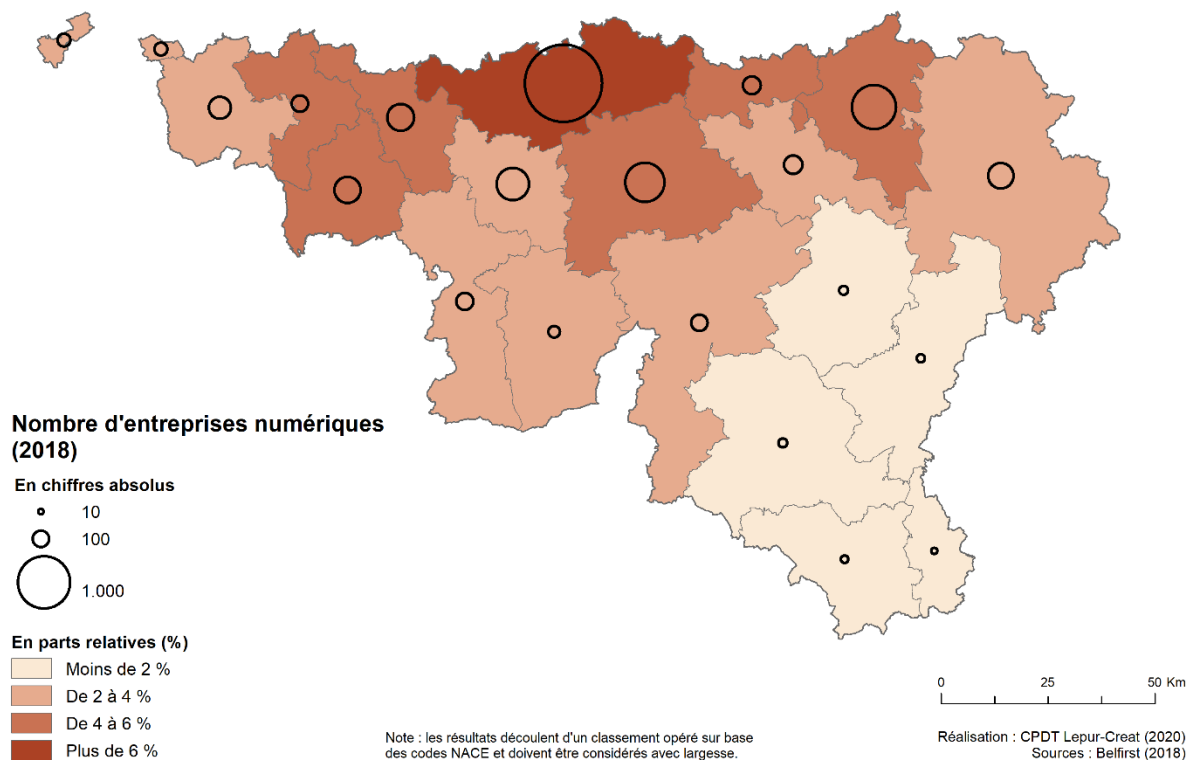 Nombre d'entreprises numériques
(2018)
En chiffres absolus
10
100
1.000
En parts relatives (%)
Moins de 2 %
De 2 à 4 %
De 4 à 6 %
Plus de 6 %
Note : les résultats découlent d'un classement opéré sur base
des codes NACE et doivent être considérés avec largesse.
0 25 50 Km
Réalisation : CPDT Lepur-Creat (2020)
Sources : Belfirst (2018)